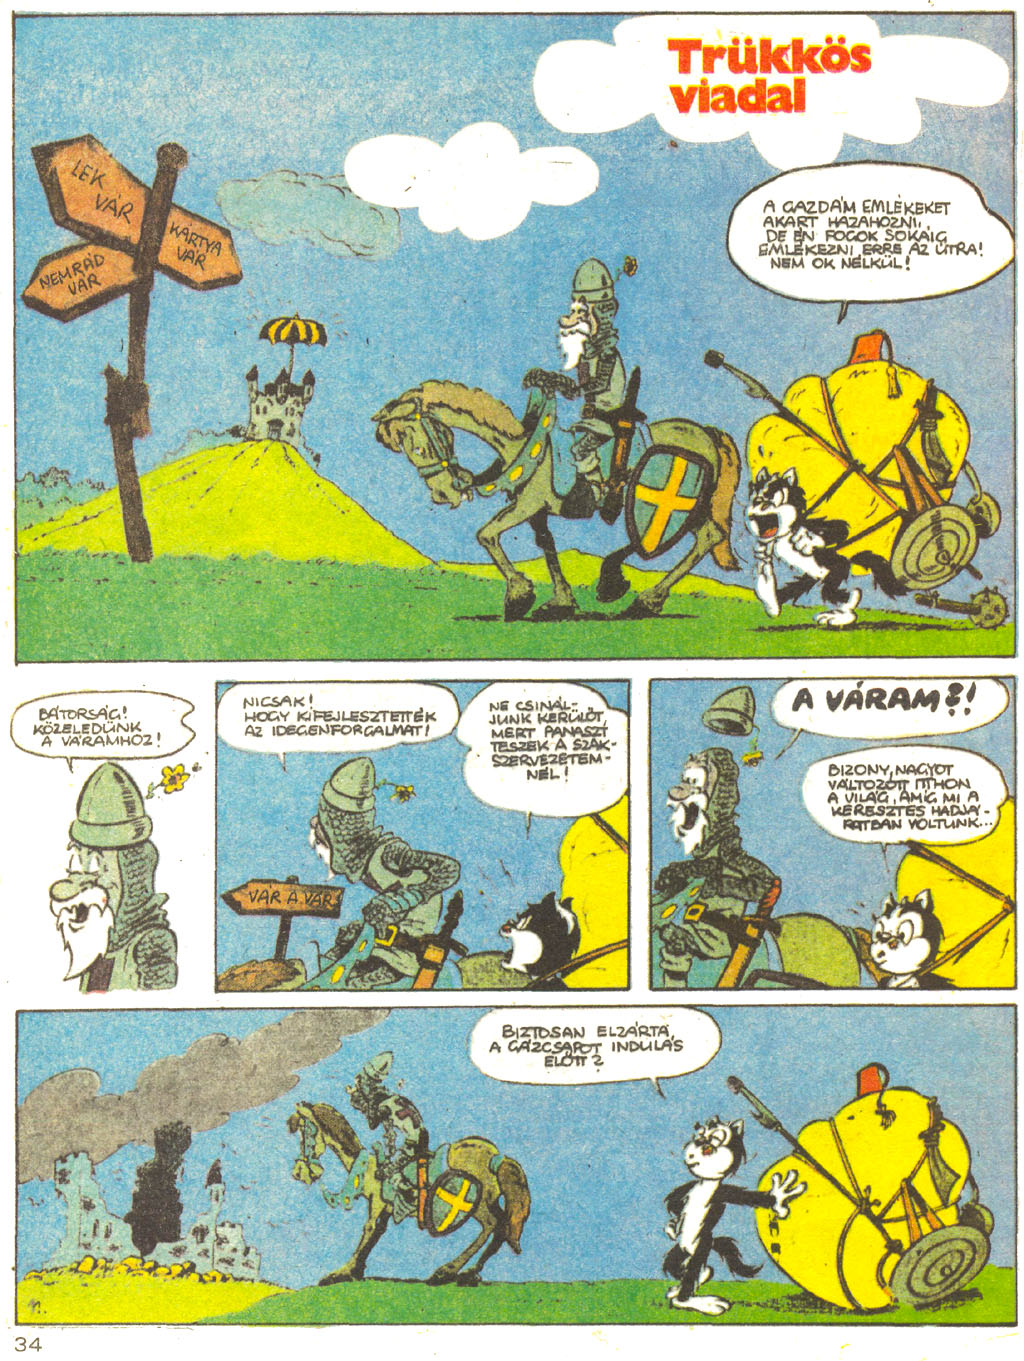 Trükkös
viadal
LEK
VÁR
KÁRTYA
VÁR
NEMRÁD
VÁR
A GAZDÁM EMLÉKEKET
AKART HAZAHOZNI,
DE ÉN FOGOK SOKÁIG
EMLÉKEZNI ERRE AZ ÚTRA!
NEM OK NÉLKÜL!
BÁTORSÁG!
KÖZELEDÜNK
A VÁRAMHOZ!
NICSAK!
HOGY KIFEJLESZTETTÉK
AZ IDEGENFORGALMAT!
NE CSINÁL-
JUNK KERÜLŐT,
MERT PANASZT
TESZEK A SZAK-
SZERVEZETEM-
NÉL!
VÁR A VÁR
A VÁRAM?!
BIZONY, NAGYOT
VÁLTOZOTT ITTHON
A VILÁG, AMÍG MI A
KERESZTES HADJÁ-
RATBAN VOLTUNK...
BIZTOSAN ELZÁRTA
A GÁZCSAPOT INDULÁS
ELŐTT?
34